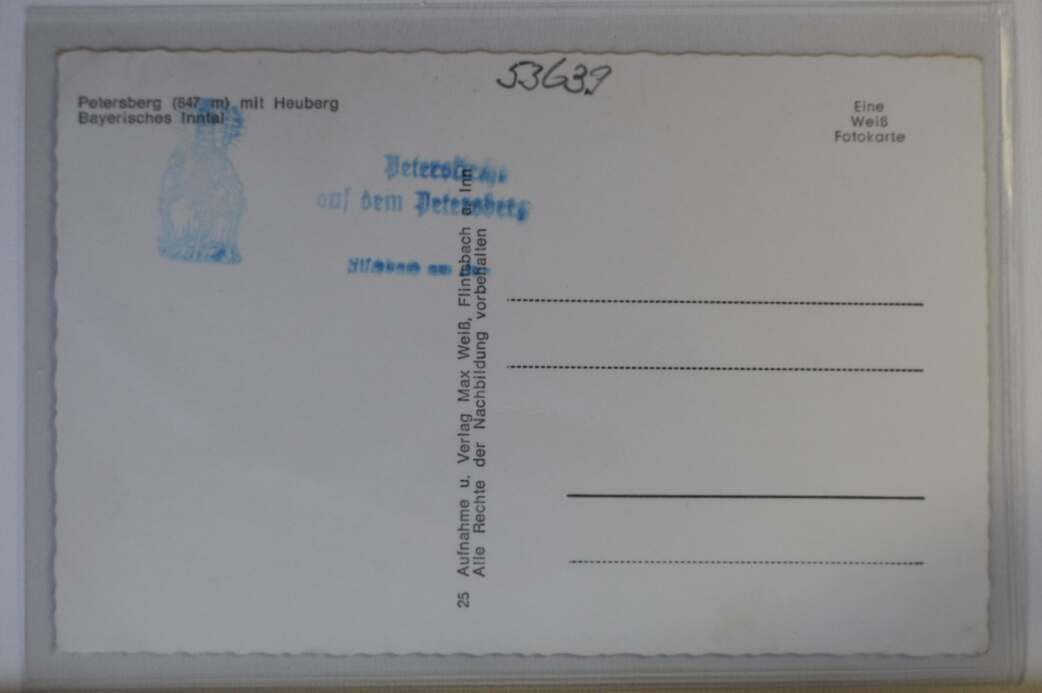 53639
Petersberg (847 m) mit Heuberg
Bayerisches Inntal
Eine
Weiß
Fotokarte
auf dem Petersberg
25 Aufnahme u. Verlag Max Weiß, Flintsbach a. Inn
Alle Rechte der Nachbildung vorbehalten